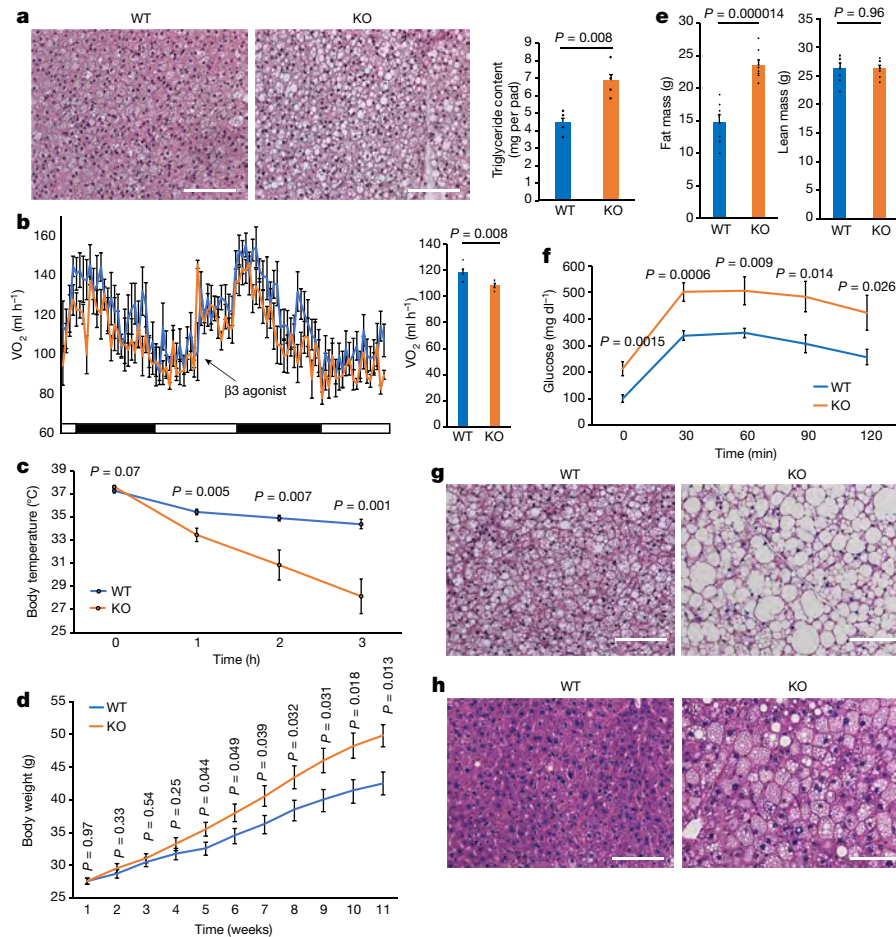 a
WT
KO
Triglyceride content
(mg per pad)
9
8
7
6
5
4
3
2
1
0
P = 0.008
WT
KO
e
Fat mass (g)
30
25
20
15
10
5
0
P = 0.000014
WT
KO
Lean mass (g)
35
30
25
20
15
10
5
0
P = 0.96
WT
KO
b
VO2 (ml h−1)
160
140
120
100
80
60
β3 agonist
VO2 (ml h−1)
140
120
100
80
60
40
20
0
P = 0.008
WT
KO
f
Glucose (mg dl−1)
600
500
400
300
200
100
0
P = 0.0015
P = 0.0006
P = 0.009
P = 0.014
P = 0.026
WT
KO
0
30
60
90
120
Time (min)
c
Body temperature (°C)
39
37
35
33
31
29
27
25
P = 0.07
P = 0.005
P = 0.007
P = 0.001
WT
KO
0
1
2
3
Time (h)
g
WT
KO
d
Body weight (g)
55
50
45
40
35
30
25
WT
KO
P = 0.97
P = 0.33
P = 0.54
P = 0.25
P = 0.044
P = 0.049
P = 0.039
P = 0.032
P = 0.031
P = 0.018
P = 0.013
1
2
3
4
5
6
7
8
9
10
11
Time (weeks)
h
WT
KO